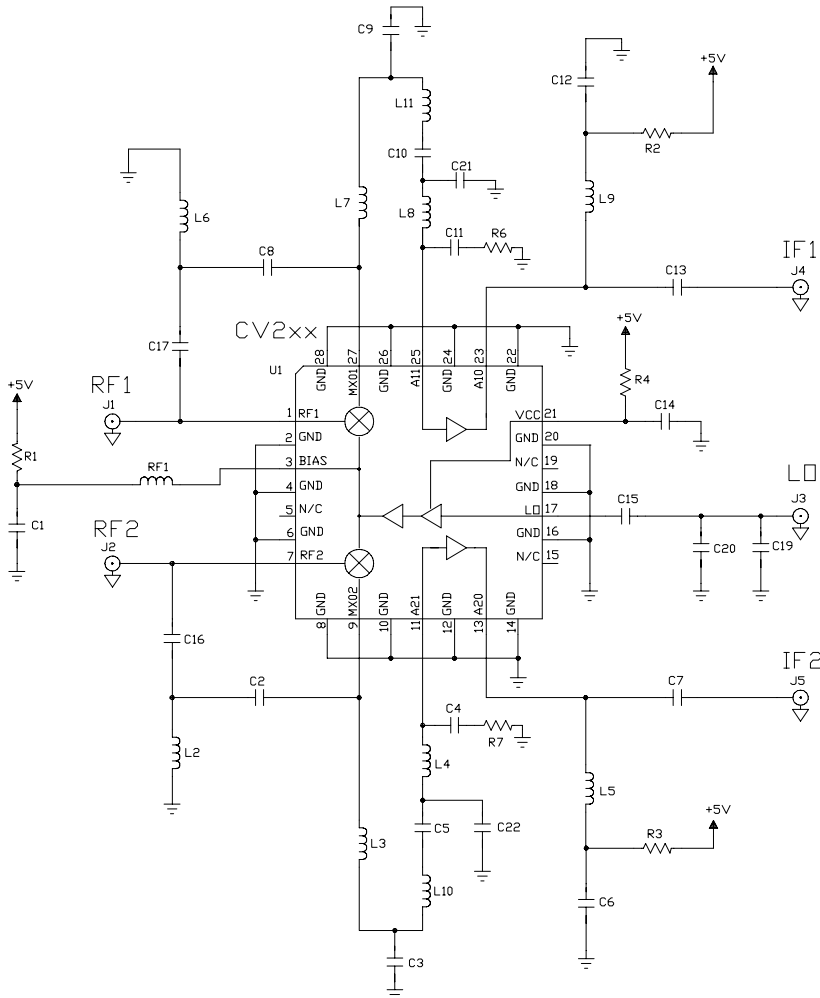 C9
C12
+5V
L11
R2
C10
C21
L6
L7
L8
L9
C11
R6
C8
C13
IF1
J4
CV2xx
+5V
C17
U1
GND 28
MX01 27
GND 26
A11 25
GND 24
A10 23
GND 22
R4
+5V
RF1
J1
1 RF1
VCC 21
C14
2 GND
GND 20
R1
RF1
3 BIAS
N/C 19
4 GND
GND 18
LO
C1
5 N/C
LO 17
C15
J3
RF2
J2
6 GND
GND 16
C20
C19
7 RF2
N/C 15
8 GND
9 MX02
10 GND
11 A21
12 GND
13 A20
14 GND
C16
IF2
J5
C2
C7
C4
R7
L2
L4
L5
+5V
L3
C5
C22
R3
L10
C6
C3